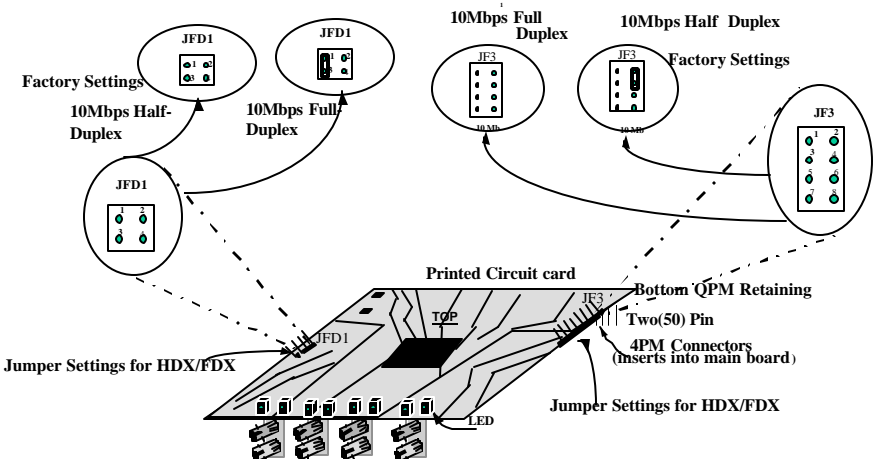 10Mbps Full Duplex
10Mbps Half Duplex
JFD1
JFD1
JF3
JF3
Factory Settings
1 2
3 4
1
3 4
Factory Settings
10Mbps Half-
Duplex
10Mbps Full-
Duplex
10 Mb
10 Mb
JF3
1 2
3 4
5 6
7 8
JFD1
1 2
3 4
Printed Circuit card
Bottom QPM Retaining
JF3
TOP
Two(50) Pin
JFD1
4PM Connectors
(inserts into main board)
Jumper Settings for HDX/FDX
Jumper Settings for HDX/FDX
LED